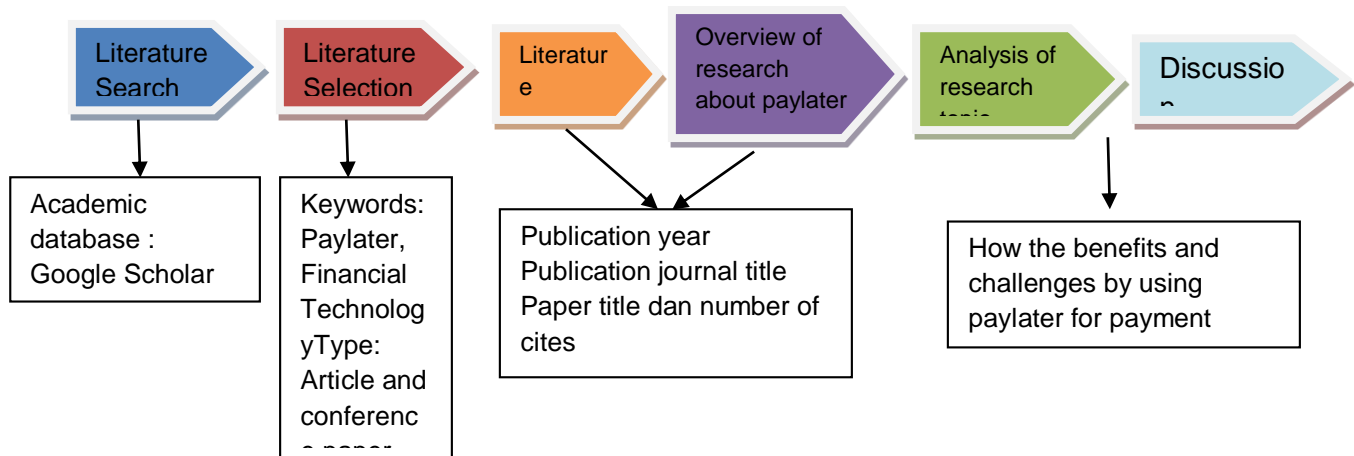 Literature
Search
Literature
Selection
Literatur
e
Overview of
research
about paylater
Analysis of
research
topic
Discussio
n
Academic
database :
Google Scholar
Keywords:
Paylater,
Financial
Technolog
yType:
Article and
conferenc
e paper
Publication year
Publication journal title
Paper title dan number of
cites
How the benefits and
challenges by using
paylater for payment